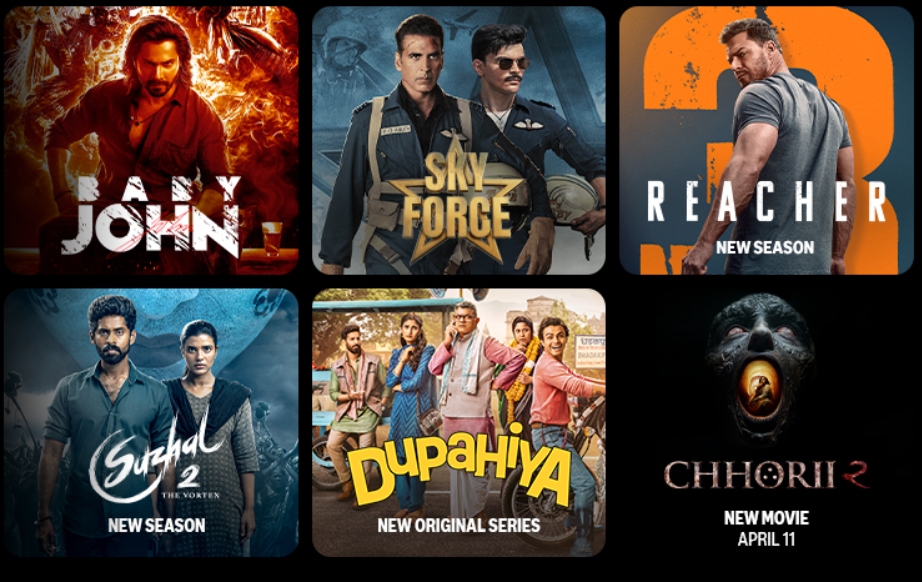 BABY
JOHN
SKY
FORCE
3
REACHER
NEW SEASON
Suzhal
2
THE VORTEX
NEW SEASON
DUPAHIYA
NEW ORIGINAL SERIES
CHHORII 2
NEW MOVIE
APRIL 11